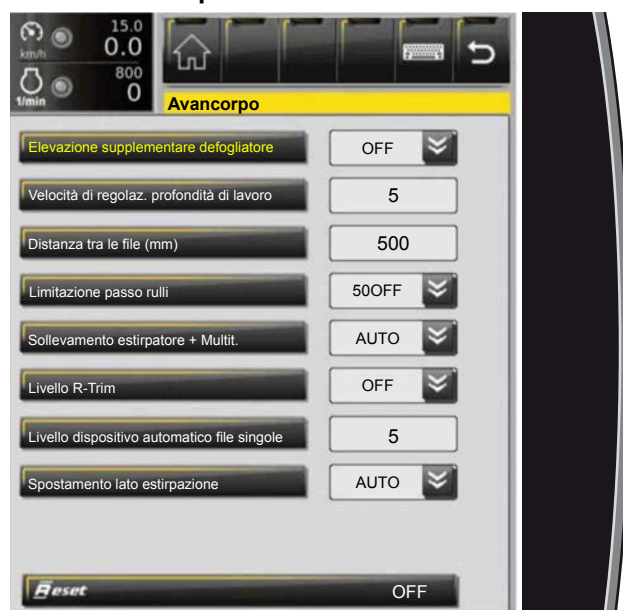 15.0
km/h 0.0
800
1/min 0
Avancorpo
Elevazione supplementare defogliatore OFF
Velocità di regolaz. profondità di lavoro 5
Distanza tra le file (mm) 500
Limitazione passo rulli 50OFF
Sollevamento estirpatore + Multit. AUTO
Livello R-Trim OFF
Livello dispositivo automatico file singole 5
Spostamento lato estirpazione AUTO
Reset OFF